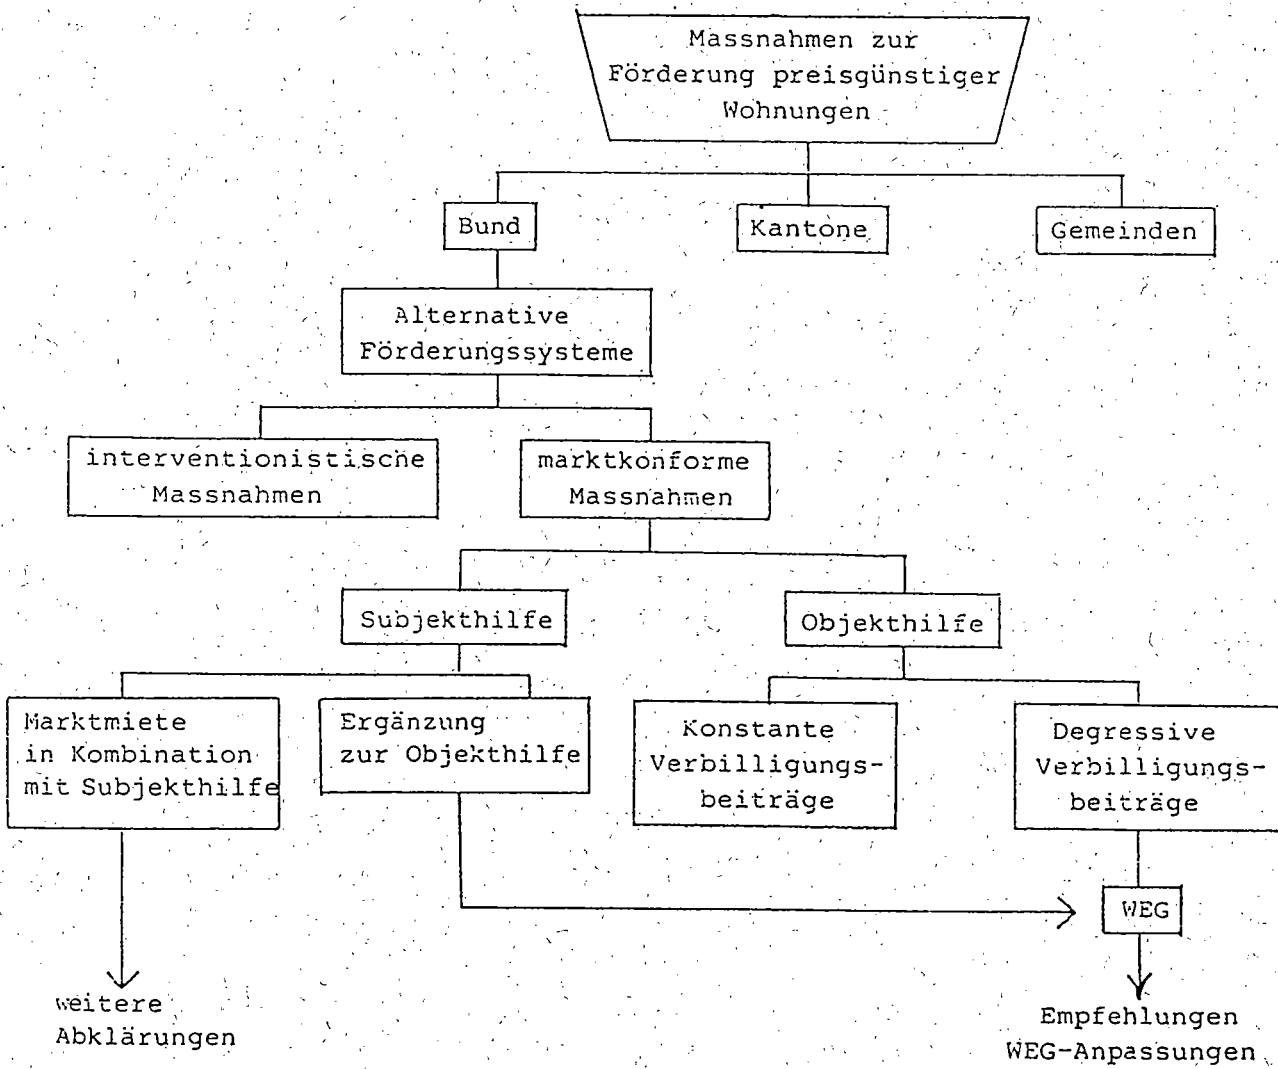 Massnahmen zur
Förderung preisgünstiger
Wohnungen
Bund
Kantone
Gemeinden
Alternative
Förderungssysteme
interventionistische
Massnahmen
marktkonforme
Massnahmen
Subjekthilfe
Objekthilfe
Marktmiete
in Kombination
mit Subjekthilfe
Ergänzung
zur Objekthilfe
Konstante
Verbilligungs-
beiträge
Degressive
Verbilligungs-
beiträge
WEG
weitere
Abklärungen
Empfehlungen
WEG-Anpassungen